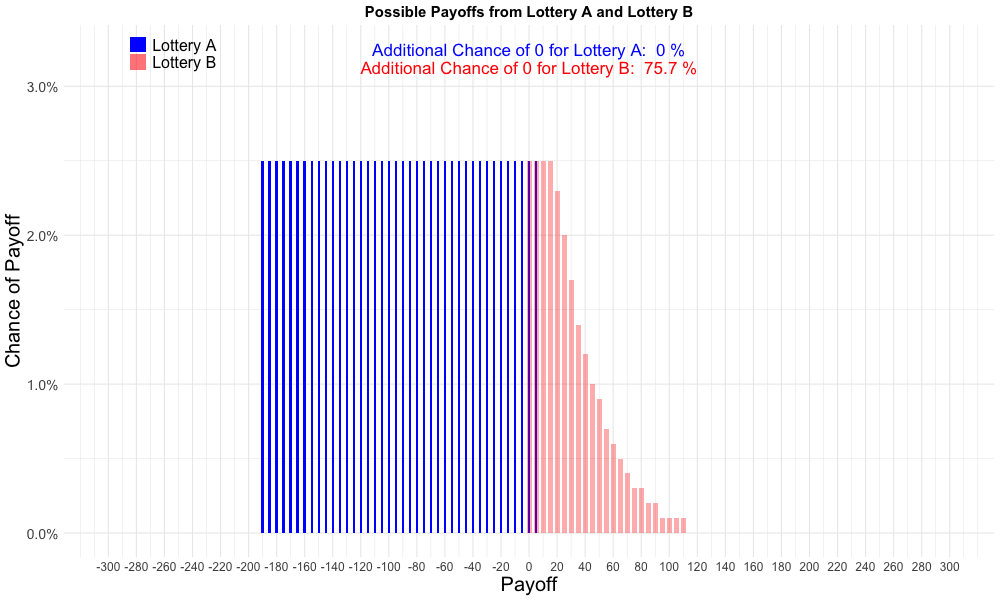 Possible Payoffs from Lottery A and Lottery B
Lottery A
Lottery B
Additional Chance of 0 for Lottery A:  0 %
Additional Chance of 0 for Lottery B:  75.7 %
Chance of Payoff
3.0%
2.0%
1.0%
0.0%
-300 -280 -260 -240 -220 -200 -180 -160 -140 -120 -100 -80 -60 -40 -20 0 20 40 60 80 100 120 140 160 180 200 220 240 260 280 300
Payoff